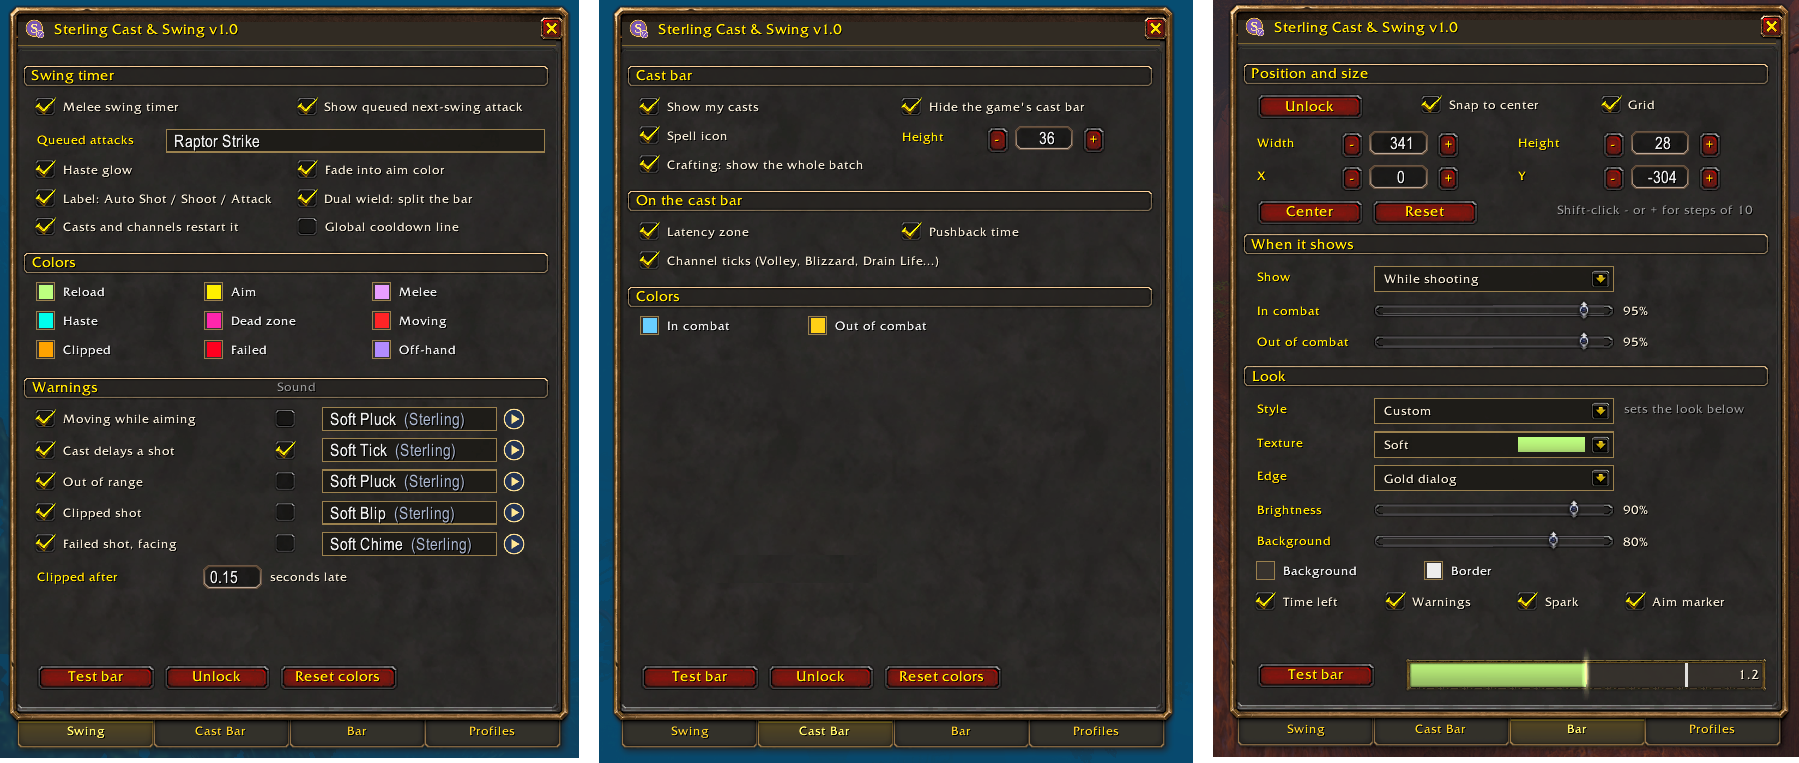 Sterling Cast & Swing v1.0
Swing timer
Melee swing timer
Show queued next-swing attack
Queued attacks
Raptor Strike
Haste glow
Fade into aim color
Label: Auto Shot / Shoot / Attack
Dual wield: split the bar
Casts and channels restart it
Global cooldown line
Colors
Reload
Aim
Melee
Haste
Dead zone
Moving
Clipped
Failed
Off-hand
Warnings
Sound
Moving while aiming
Soft Pluck (Sterling)
Cast delays a shot
Soft Tick (Sterling)
Out of range
Soft Pluck (Sterling)
Clipped shot
Soft Blip (Sterling)
Failed shot, facing
Soft Chime (Sterling)
Clipped after
0.15
seconds late
Test bar
Unlock
Reset colors
Swing
Cast Bar
Bar
Profiles
Sterling Cast & Swing v1.0
Cast bar
Show my casts
Hide the game's cast bar
Spell icon
Height
-
36
+
Crafting: show the whole batch
On the cast bar
Latency zone
Pushback time
Channel ticks (Volley, Blizzard, Drain Life...)
Colors
In combat
Out of combat
Test bar
Unlock
Reset colors
Swing
Cast Bar
Bar
Profiles
Sterling Cast & Swing v1.0
Position and size
Unlock
Snap to center
Grid
Width
-
341
+
Height
-
28
+
X
-
0
+
Y
-
-304
+
Center
Reset
Shift-click - or + for steps of 10
When it shows
Show
While shooting
In combat
95%
Out of combat
95%
Look
Style
Custom
sets the look below
Texture
Soft
Edge
Gold dialog
Brightness
90%
Background
80%
Background
Border
Time left
Warnings
Spark
Aim marker
Test bar
1.2
Swing
Cast Bar
Bar
Profiles